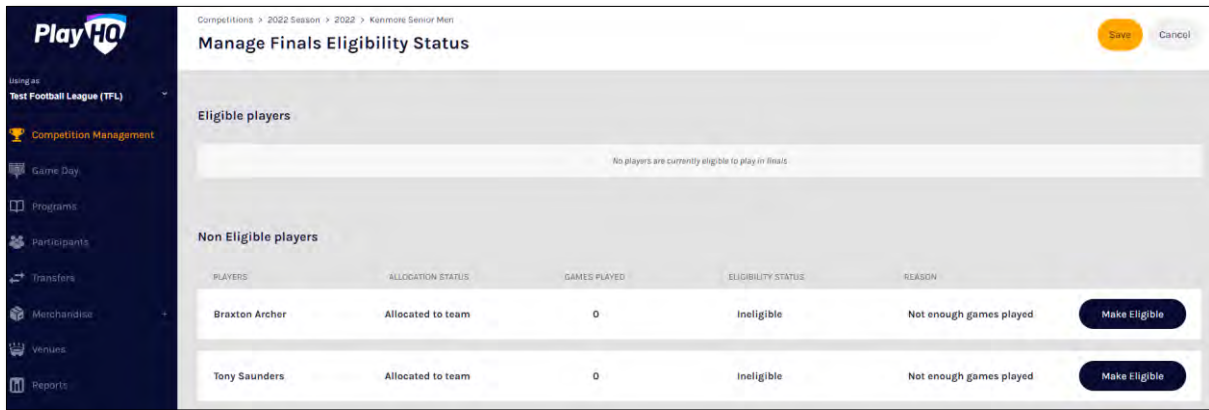 PlayHQ
Using as
Test Football League (TFL)
Competition Management
Game Day
Programs
Participants
Transfers
Merchandise
Venues
Reports
Competitions > 2022 Season > 2022 > Kenmore Senior Men
Manage Finals Eligibility Status
Save Cancel
Eligible players
No players are currently eligible to play in finals
Non Eligible players
PLAYERS ALLOCATION STATUS GAMES PLAYED ELIGIBILITY STATUS REASON
Braxton Archer Allocated to team 0 Ineligible Not enough games played Make Eligible
Tony Saunders Allocated to team 0 Ineligible Not enough games played Make Eligible